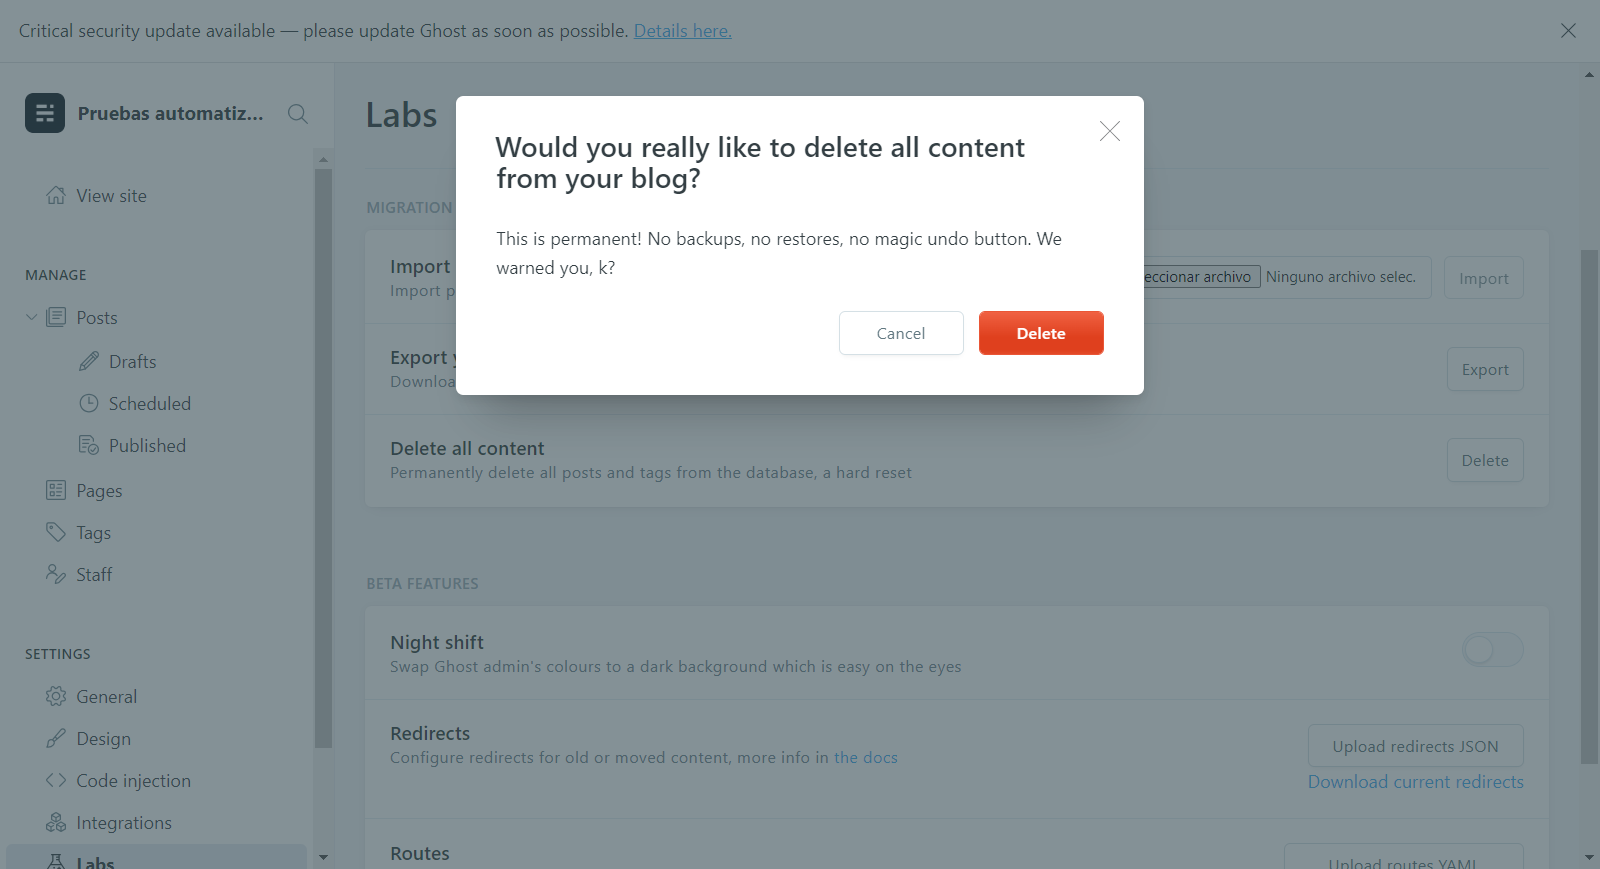 Critical security update available — please update Ghost as soon as possible. Details here.
Pruebas automatiz...
View site
MANAGE
Posts
Drafts
Scheduled
Published
Pages
Tags
Staff
SETTINGS
General
Design
Code injection
Integrations
Labs
Labs
Would you really like to delete all content
from your blog?
This is permanent! No backups, no restores, no magic undo button. We
warned you, k?
Cancel
Delete
MIGRATION
Import
Import p
eccionar archivo
Ninguno archivo selec.
Import
Export
Downloa
Export
Delete all content
Permanently delete all posts and tags from the database, a hard reset
Delete
BETA FEATURES
Night shift
Swap Ghost admin's colours to a dark background which is easy on the eyes
Redirects
Configure redirects for old or moved content, more info in the docs
Upload redirects JSON
Download current redirects
Routes
Upload routes YAML